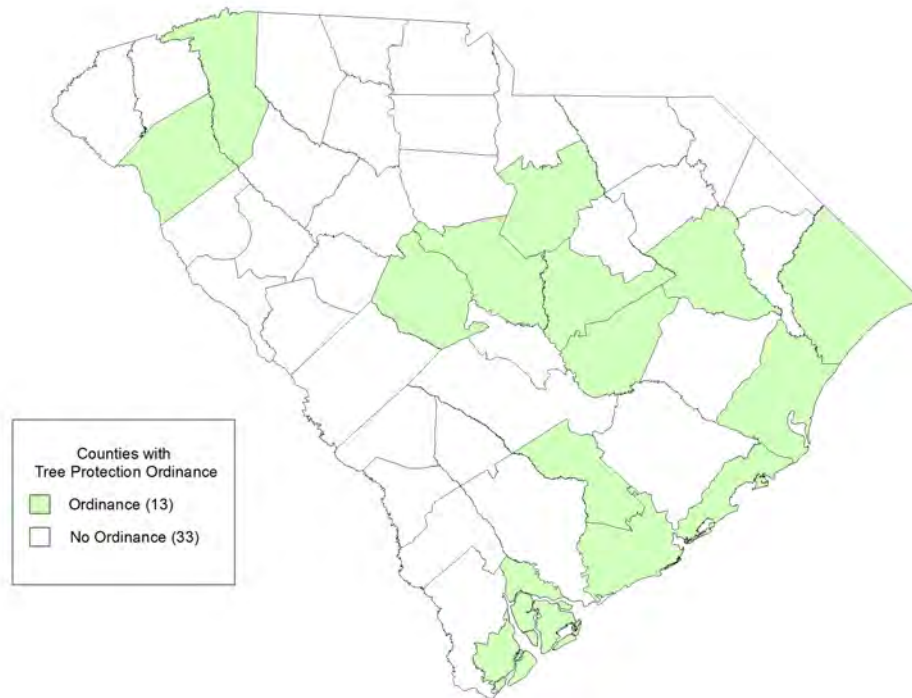 Counties with
Tree Protection Ordinance
Ordinance (13)
No Ordinance (33)